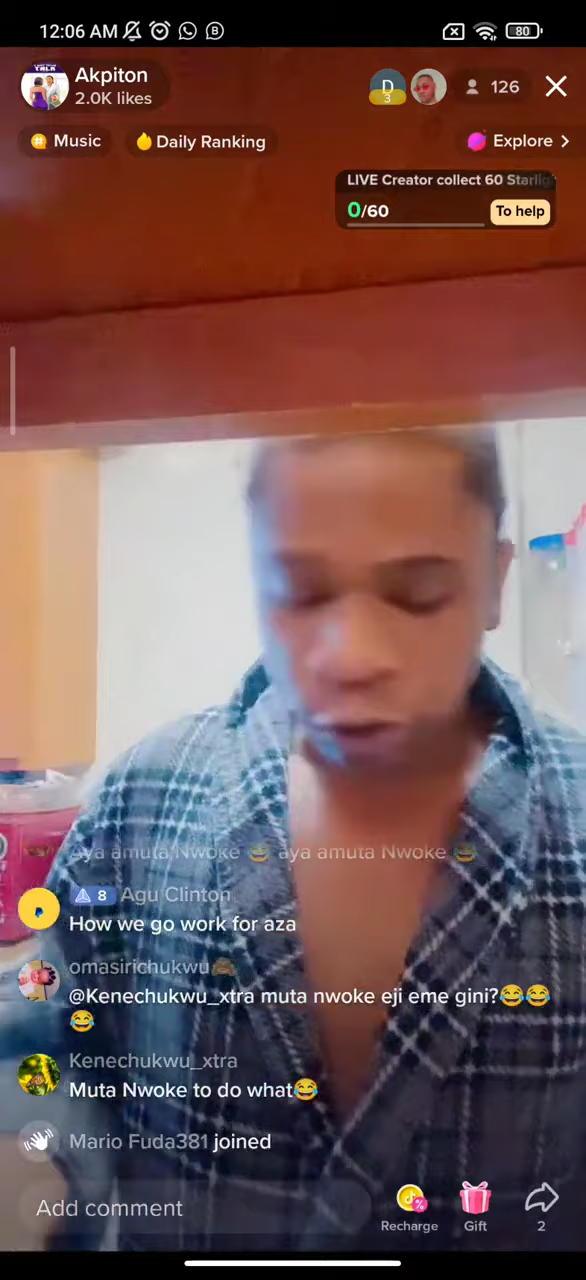 12:06 AM
80
Akpiton
2.0K likes
D
3
126
Music
Daily Ranking
Explore
LIVE Creator collect 60 Starlig
0/60
To help
Aya amuta Nwoke 😂 aya amuta Nwoke 😂
8 Agu Clinton
How we go work for aza
omasirichukwu🙈
@Kenechukwu_xtra muta nwoke eji eme gini?😂😂
😂
Kenechukwu_xtra
Muta Nwoke to do what😂
Mario Fuda381 joined
Add comment
Recharge
Gift
2